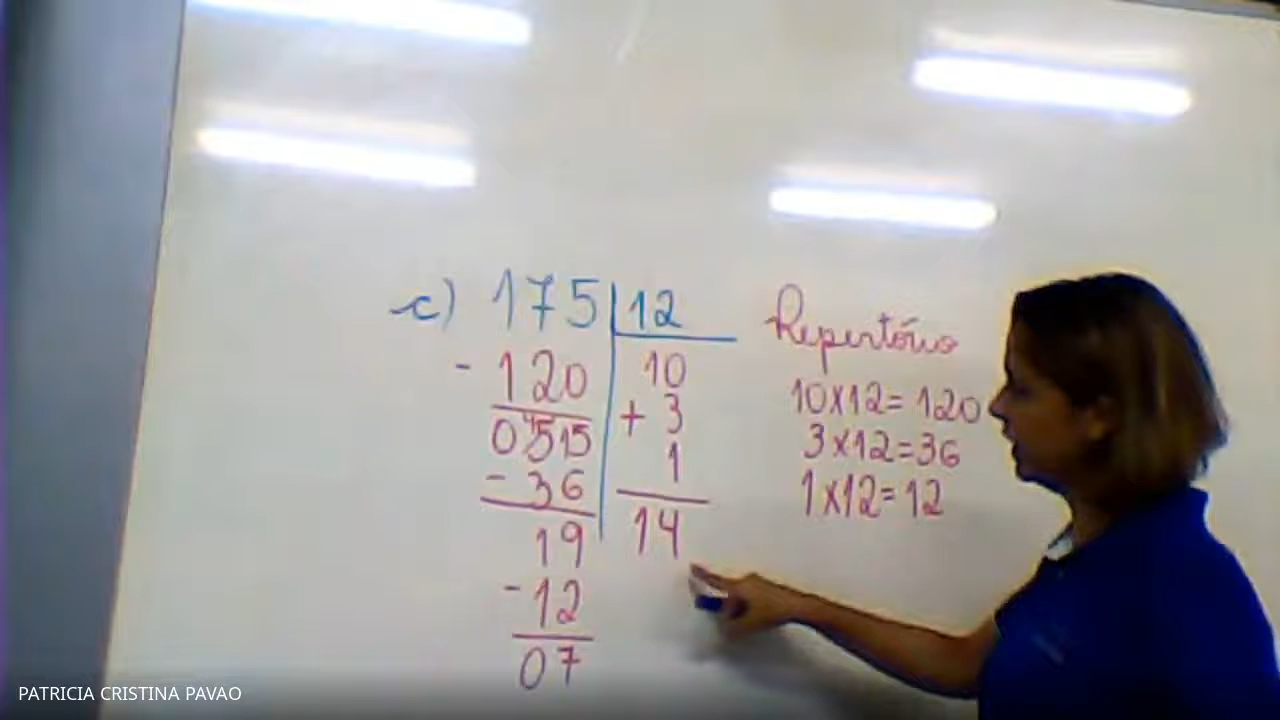 c) 175 12
- 120 10
0515 + 3
- 36 1
19 14
- 12
07
Repertório
10x12= 120
3x12=36
1x12= 12
PATRICIA CRISTINA PAVAO